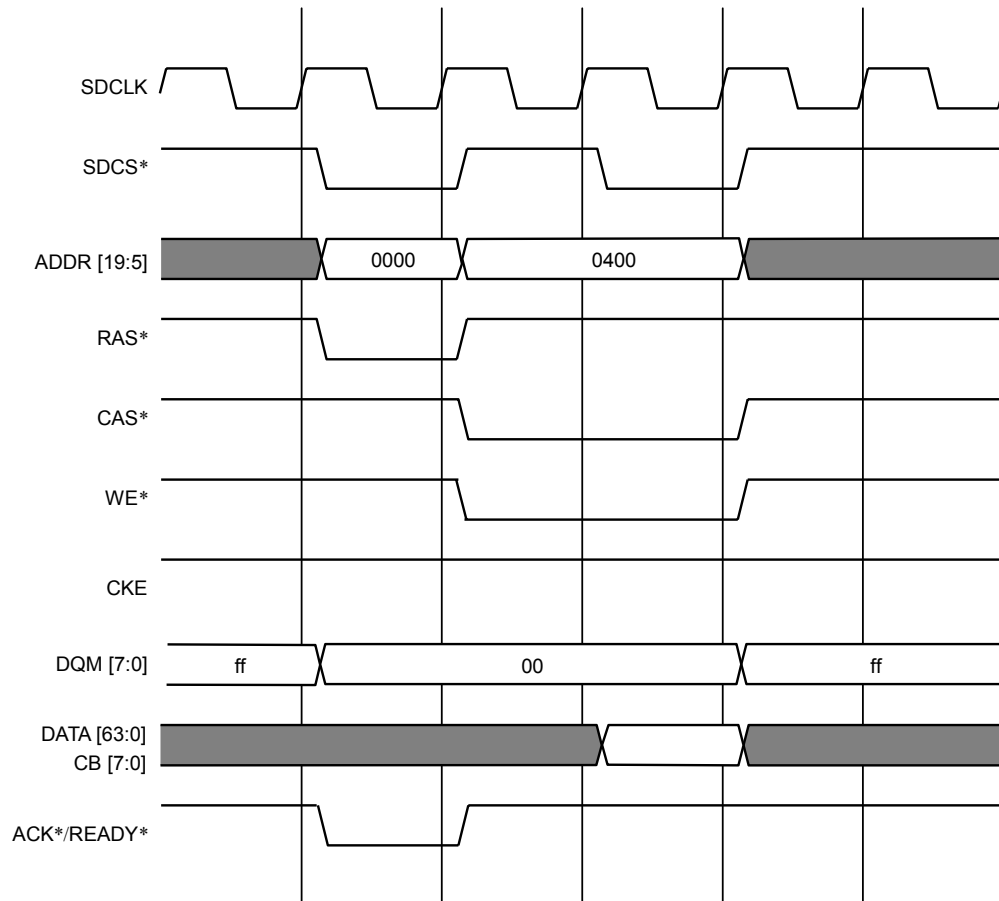 SDCLK
SDCS*
ADDR [19:5] 0000 0400
RAS*
CAS*
WE*
CKE
DQM [7:0] ff 00 ff
DATA [63:0]
CB [7:0]
ACK*/READY*